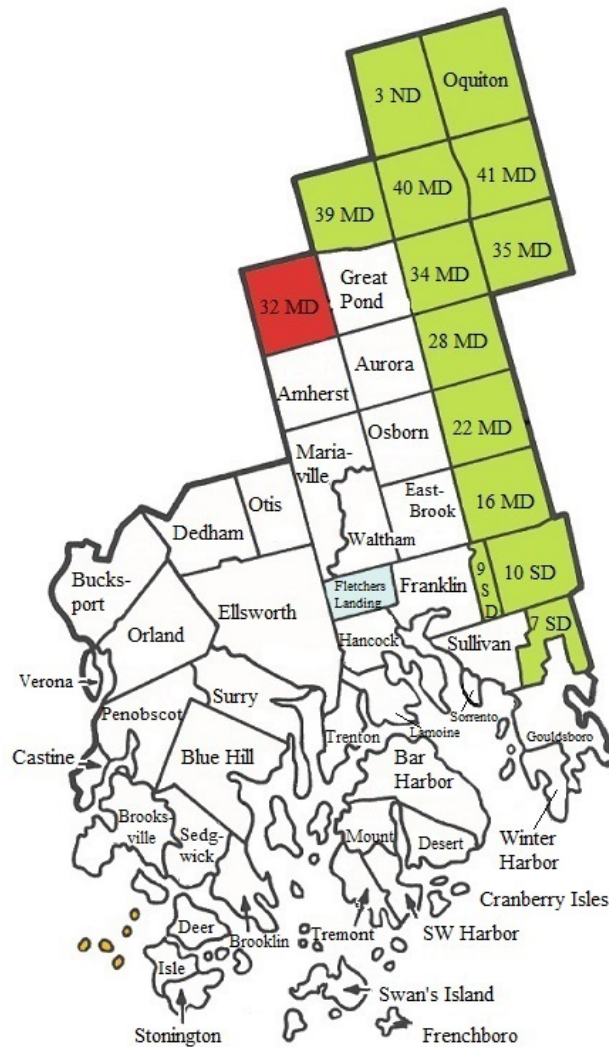 3 ND
Oquiton
39 MD
40 MD
41 MD
32 MD
Great
Pond
34 MD
35 MD
Amherst
Aurora
28 MD
Maria-
ville
Osborn
22 MD
Dedham
Otis
Waltham
East-
Brook
16 MD
Bucks-
port
Orland
Ellsworth
Fletchers
Landing
Franklin
9
S
D
10 SD
Verona
Hancock
Sullivan
7 SD
Penobscot
Surry
Trenton
Lamoine
Sorrento
Gouldsboro
Castine
Blue Hill
Bar
Harbor
Winter
Harbor
Brooks-
ville
Sedg-
wick
Mount
Desert
Cranberry Isles
Deer
Isle
Brooklin
Tremont
SW Harbor
Stonington
Swan's Island
Frenchboro